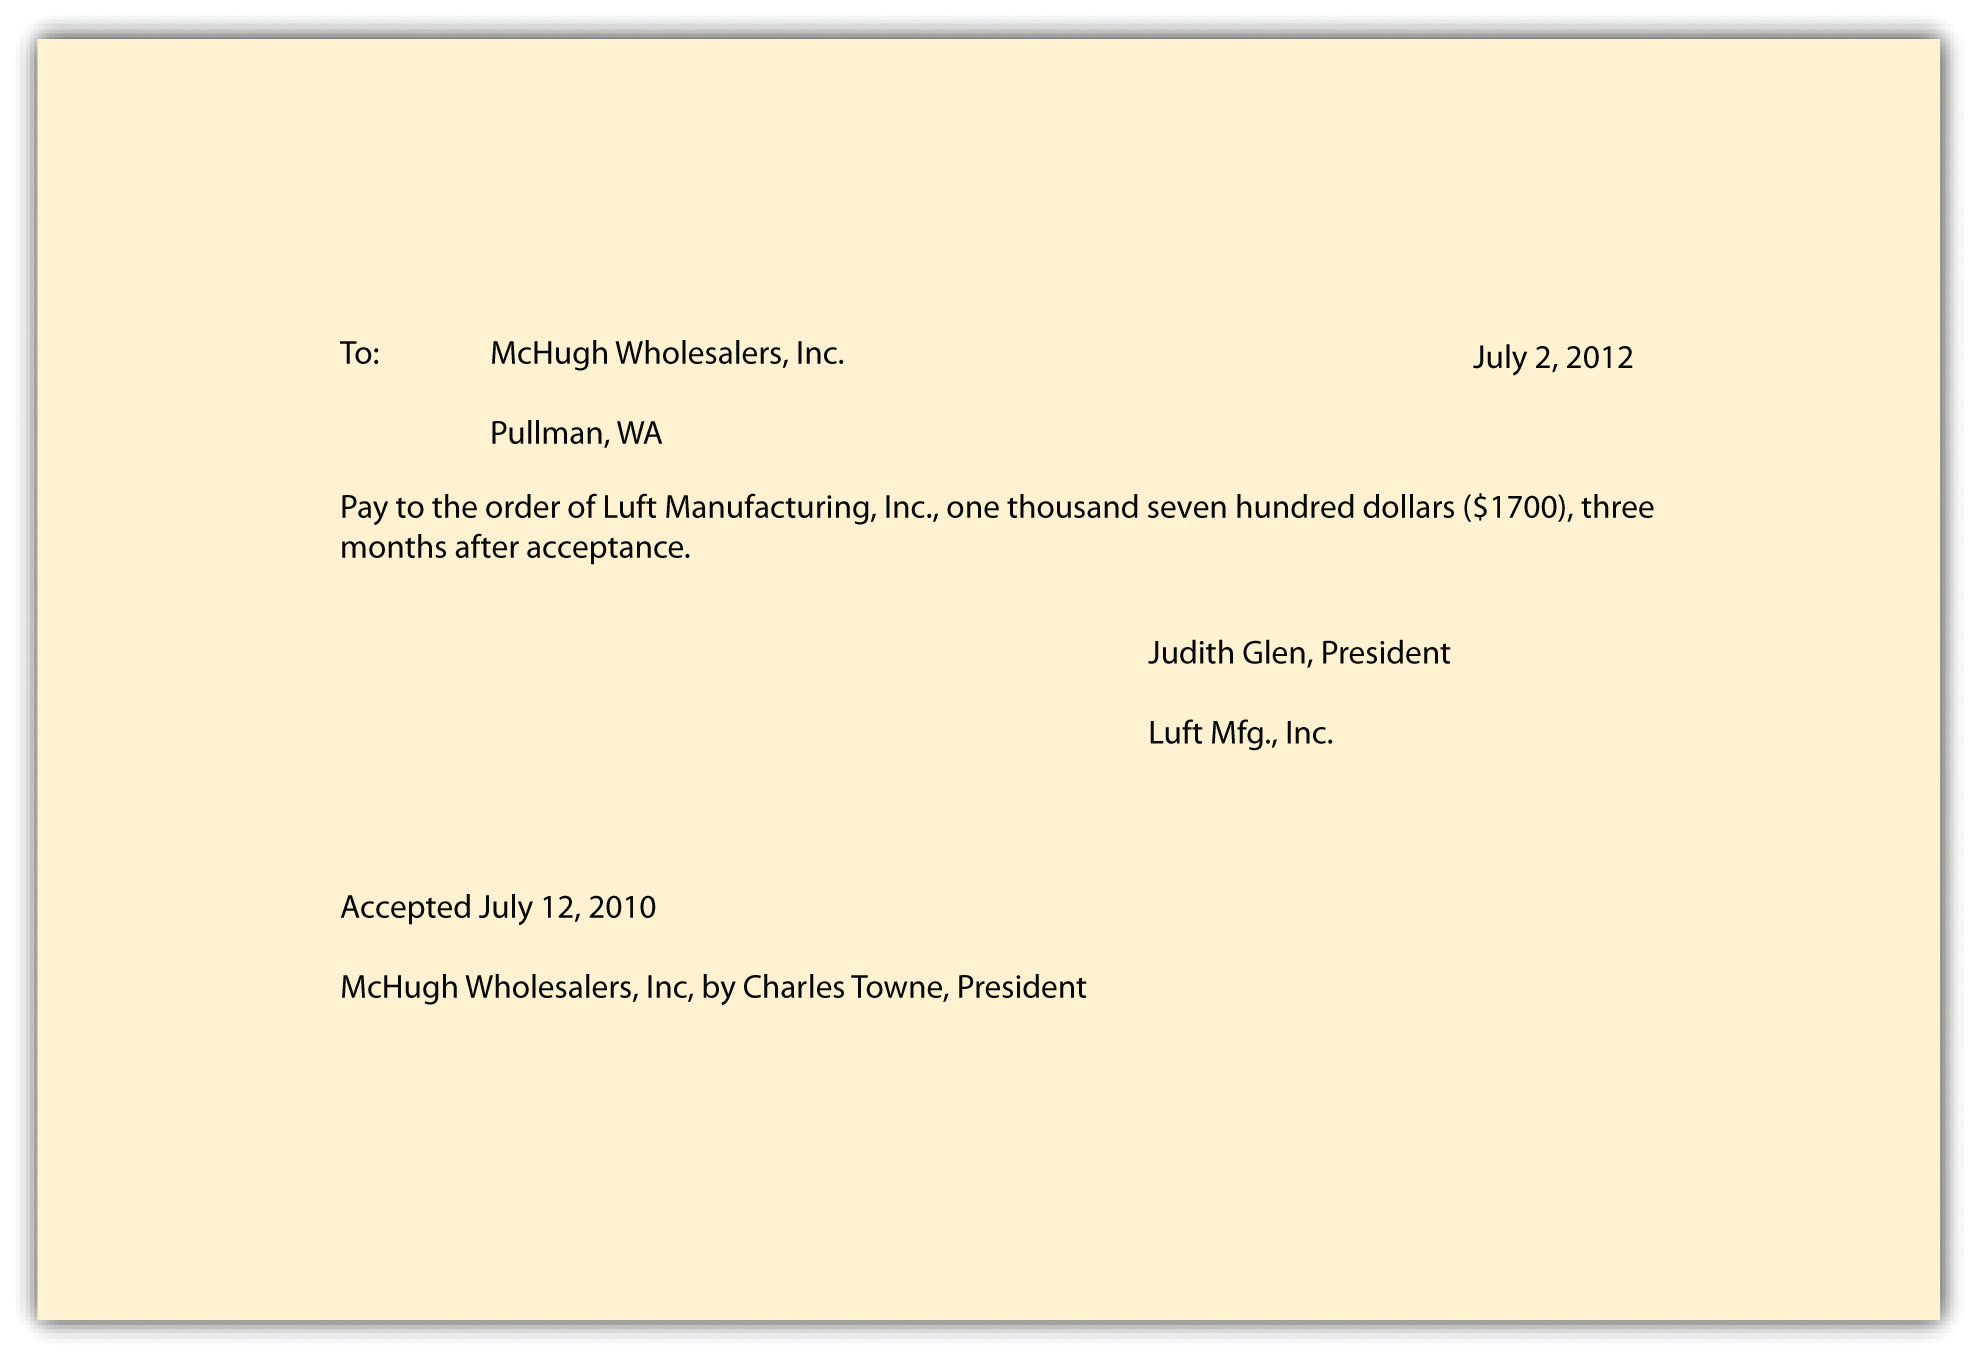 To: McHugh Wholesalers, Inc. July 2, 2012
Pullman, WA
Pay to the order of Luft Manufacturing, Inc., one thousand seven hundred dollars ($1700), three
months after acceptance.
Judith Glen, President
Luft Mfg., Inc.
Accepted July 12, 2010
McHugh Wholesalers, Inc, by Charles Towne, President